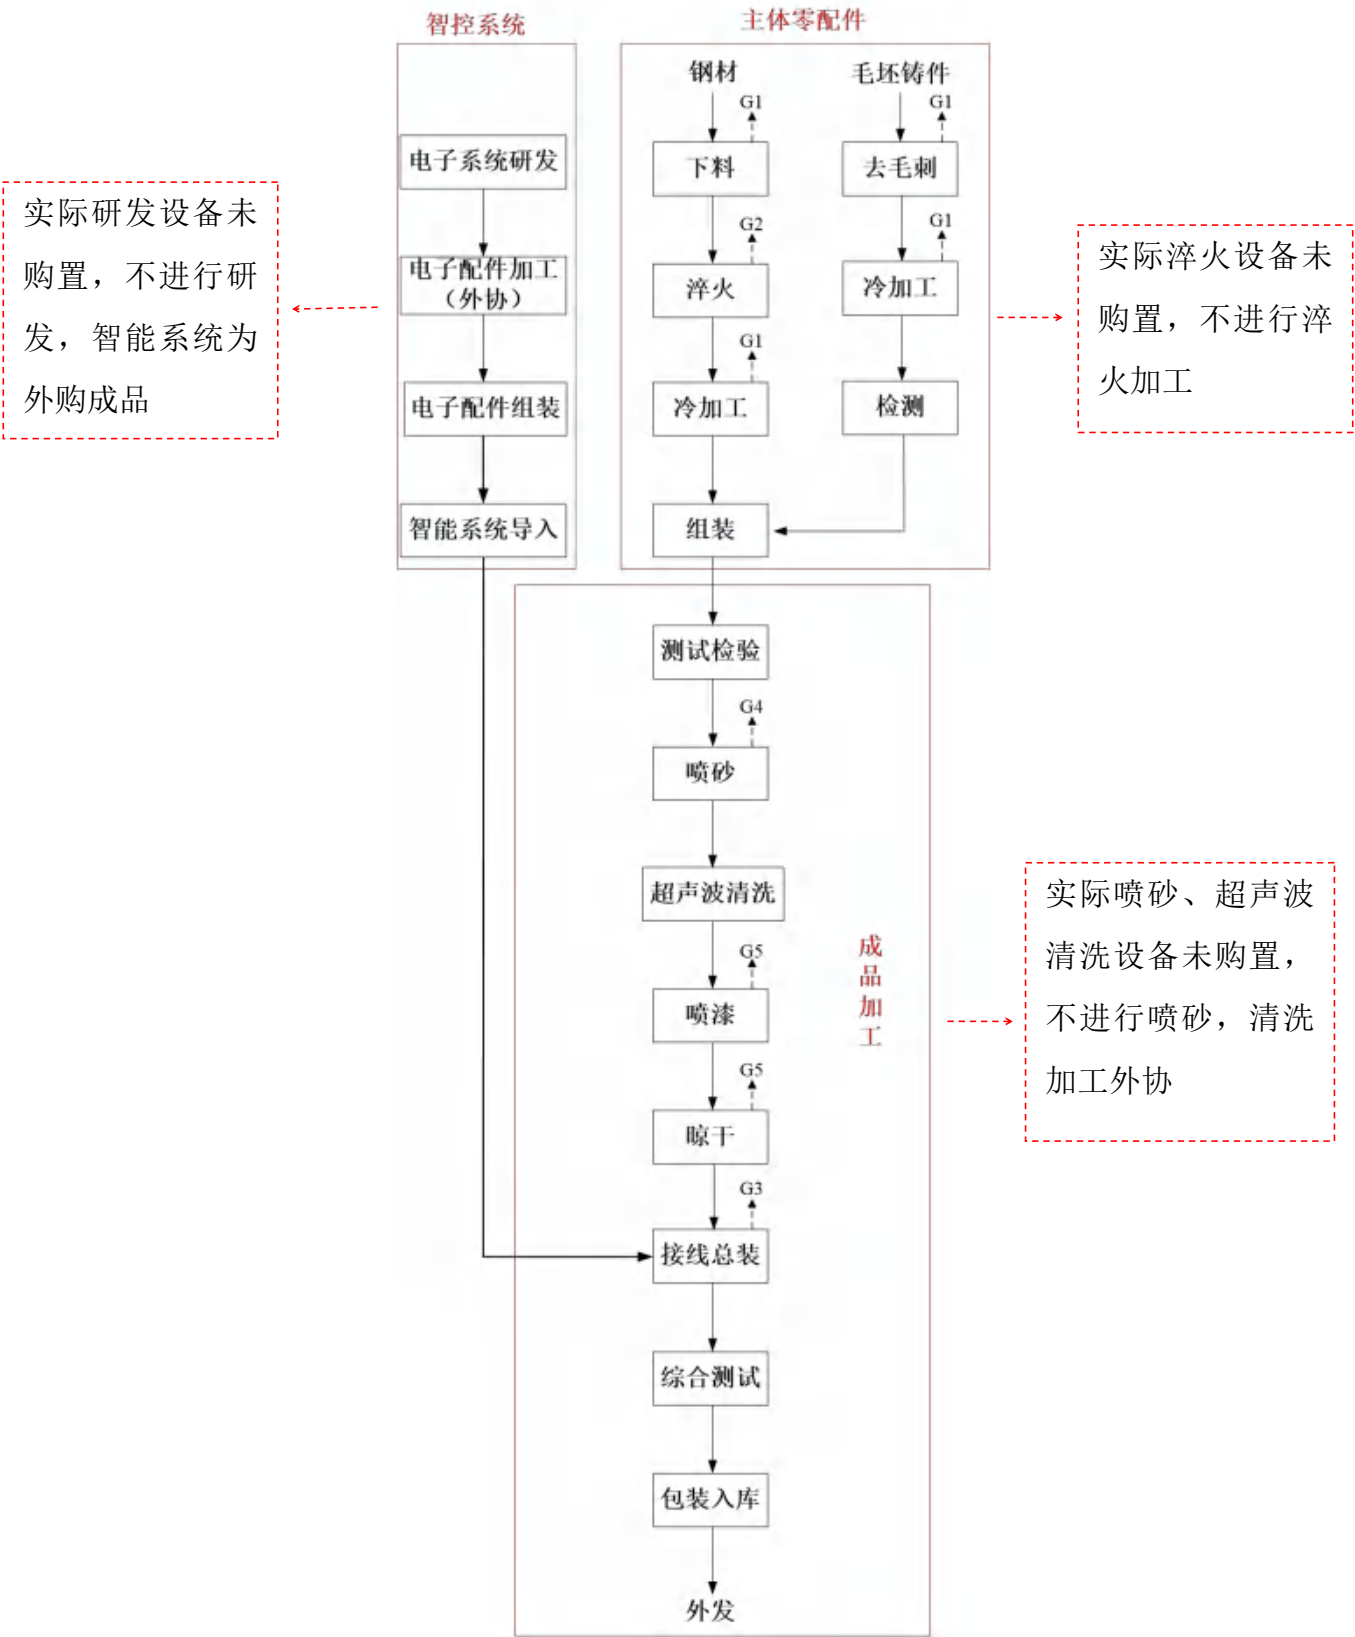 智控系统
电子系统研发
电子配件加工
（外协）
电子配件组装
智能系统导入
实际研发设备未
购置，不进行研
发，智能系统为
外购成品
主体零配件
钢材
G1
下料
G2
淬火
G1
冷加工
组装
毛坯铸件
G1
去毛刺
G1
冷加工
检测
实际淬火设备未
购置，不进行淬
火加工
成
品
加
工
测试检验
G4
喷砂
超声波清洗
G5
喷漆
G5
晾干
G3
接线总装
综合测试
包装入库
外发
实际喷砂、超声波
清洗设备未购置，
不进行喷砂，清洗
加工外协